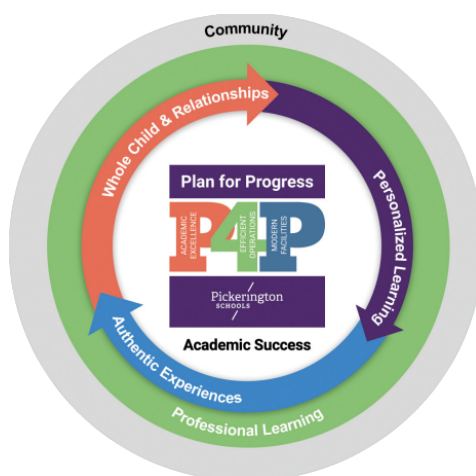 Community
Whole Child & Relationships
Personalized Learning
Plan for Progress
P4P
ACADEMIC
EXCELLENCE
EFFICIENT
OPERATIONS
MODERN
FACILITIES
Pickerington
SCHOOLS
Academic Success
Authentic Experiences
Professional Learning